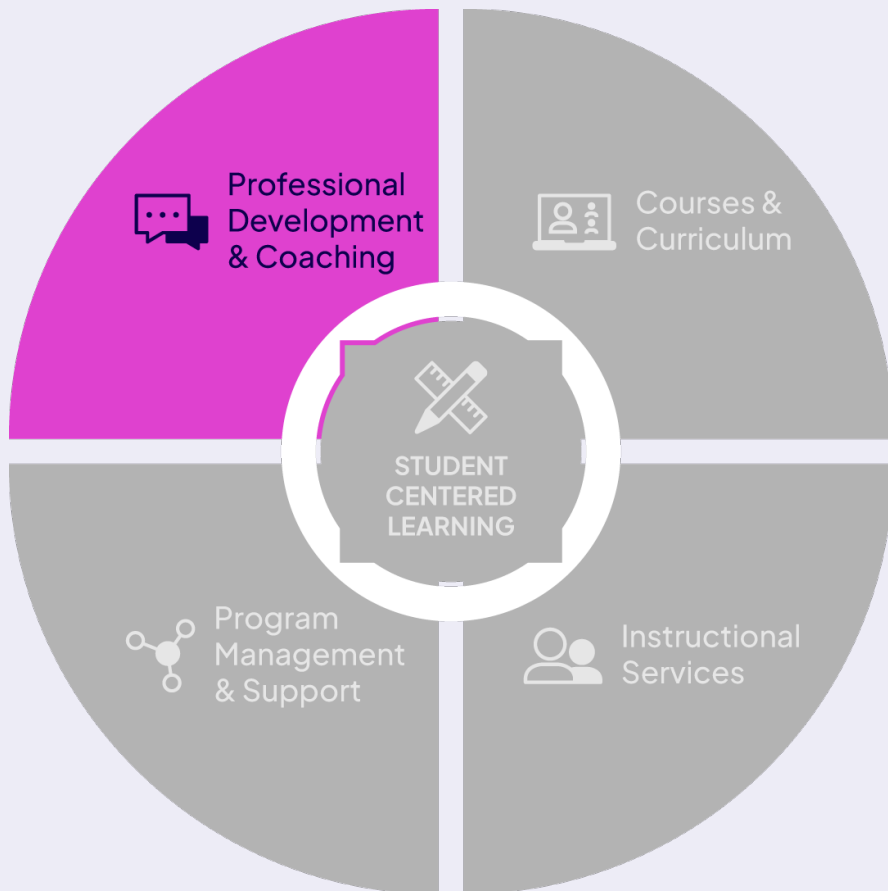 Professional
Development
& Coaching
Courses &
Curriculum
STUDENT
CENTERED
LEARNING
Program
Management
& Support
Instructional
Services